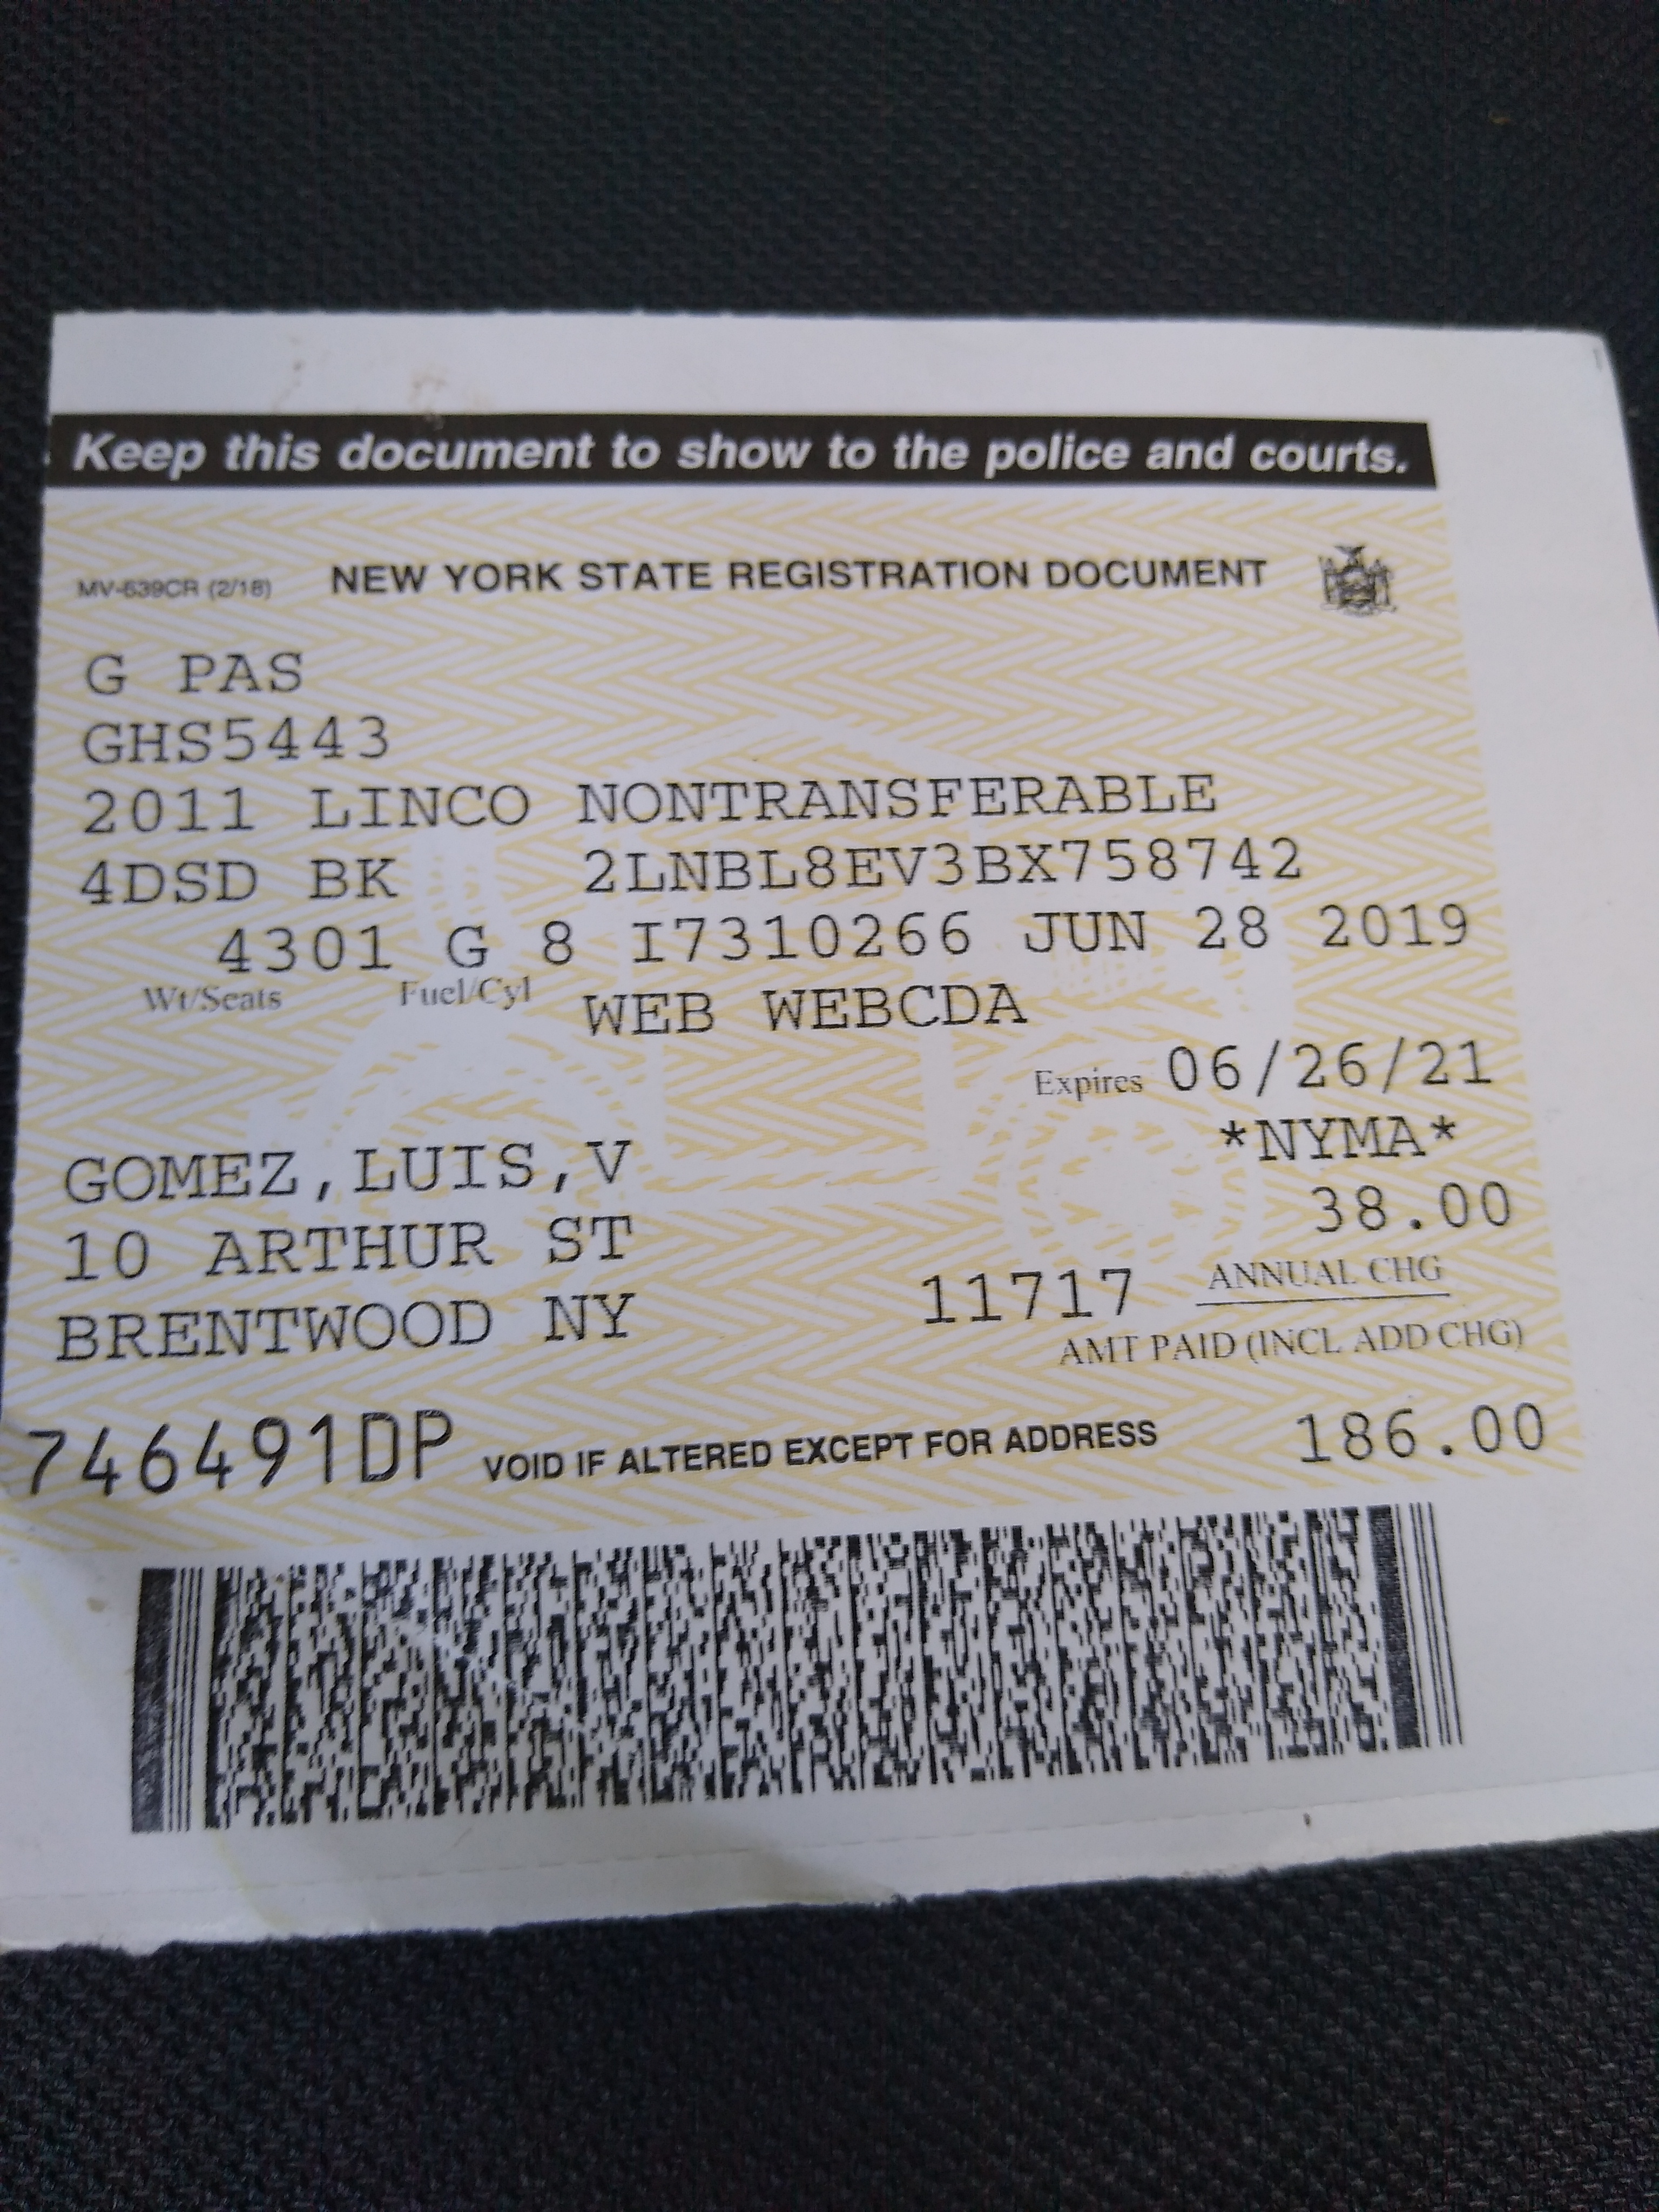 Keep this document to show to the police and courts.
MV-639CR (2/18) NEW YORK STATE REGISTRATION DOCUMENT
G PAS
GHS5443
2011 LINCO NONTRANSFERABLE
4DSD BK 2LNBL8EV3BX758742
4301 G 8 I7310266 JUN 28 2019
Wt/Seats Fuel/Cyl WEB WEBCDA
Expires 06/26/21
*NYMA*
GOMEZ,LUIS,V
38.00
10 ARTHUR ST
ANNUAL CHG
BRENTWOOD NY 11717
AMT PAID (INCL ADD CHG)
746491DP VOID IF ALTERED EXCEPT FOR ADDRESS 186.00